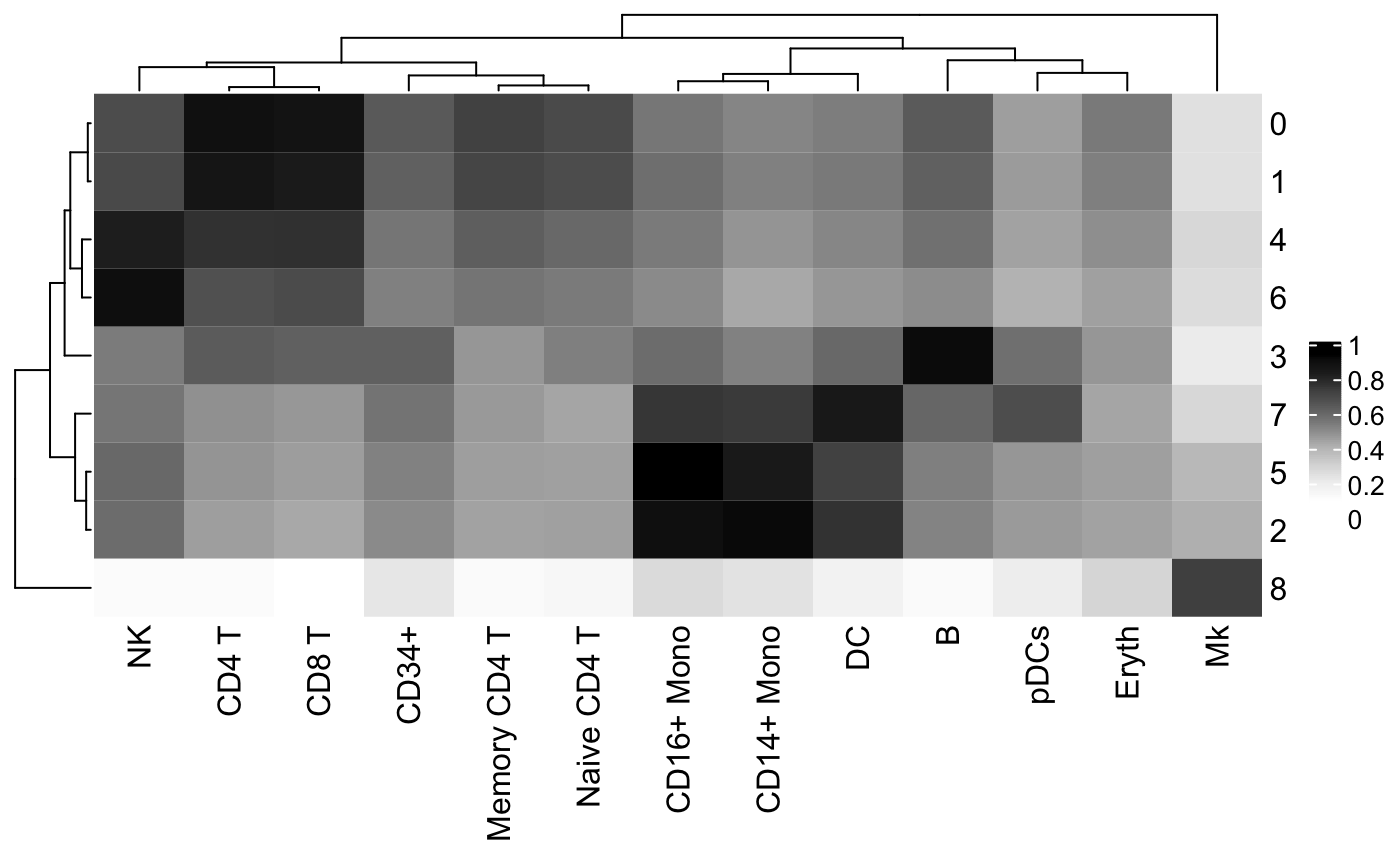 0
1
4
6
3
7
5
2
8
1
0.8
0.6
0.4
0.2
0
NK
CD4 T
CD8 T
CD34+
Memory CD4 T
Naive CD4 T
CD16+ Mono
CD14+ Mono
DC
B
pDCs
Eryth
Mk